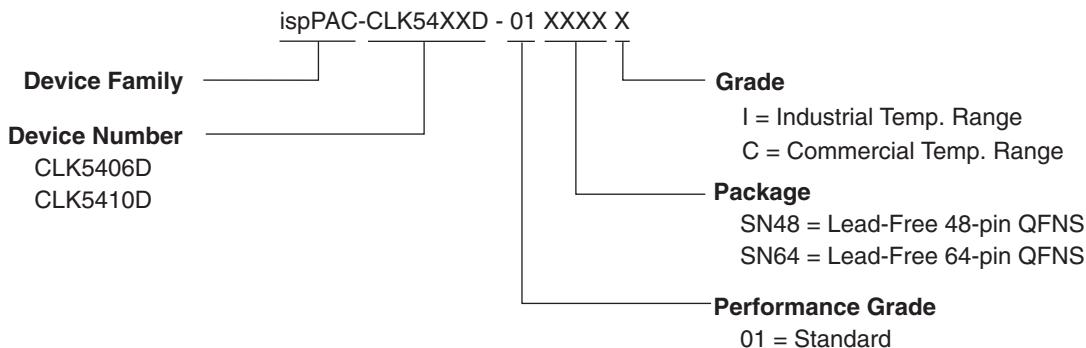 ispPAC-CLK54XXD - 01 XXXX X
Device Family
Device Number
CLK5406D
CLK5410D
Grade
I = Industrial Temp. Range
C = Commercial Temp. Range
Package
SN48 = Lead-Free 48-pin QFNS
SN64 = Lead-Free 64-pin QFNS
Performance Grade
01 = Standard